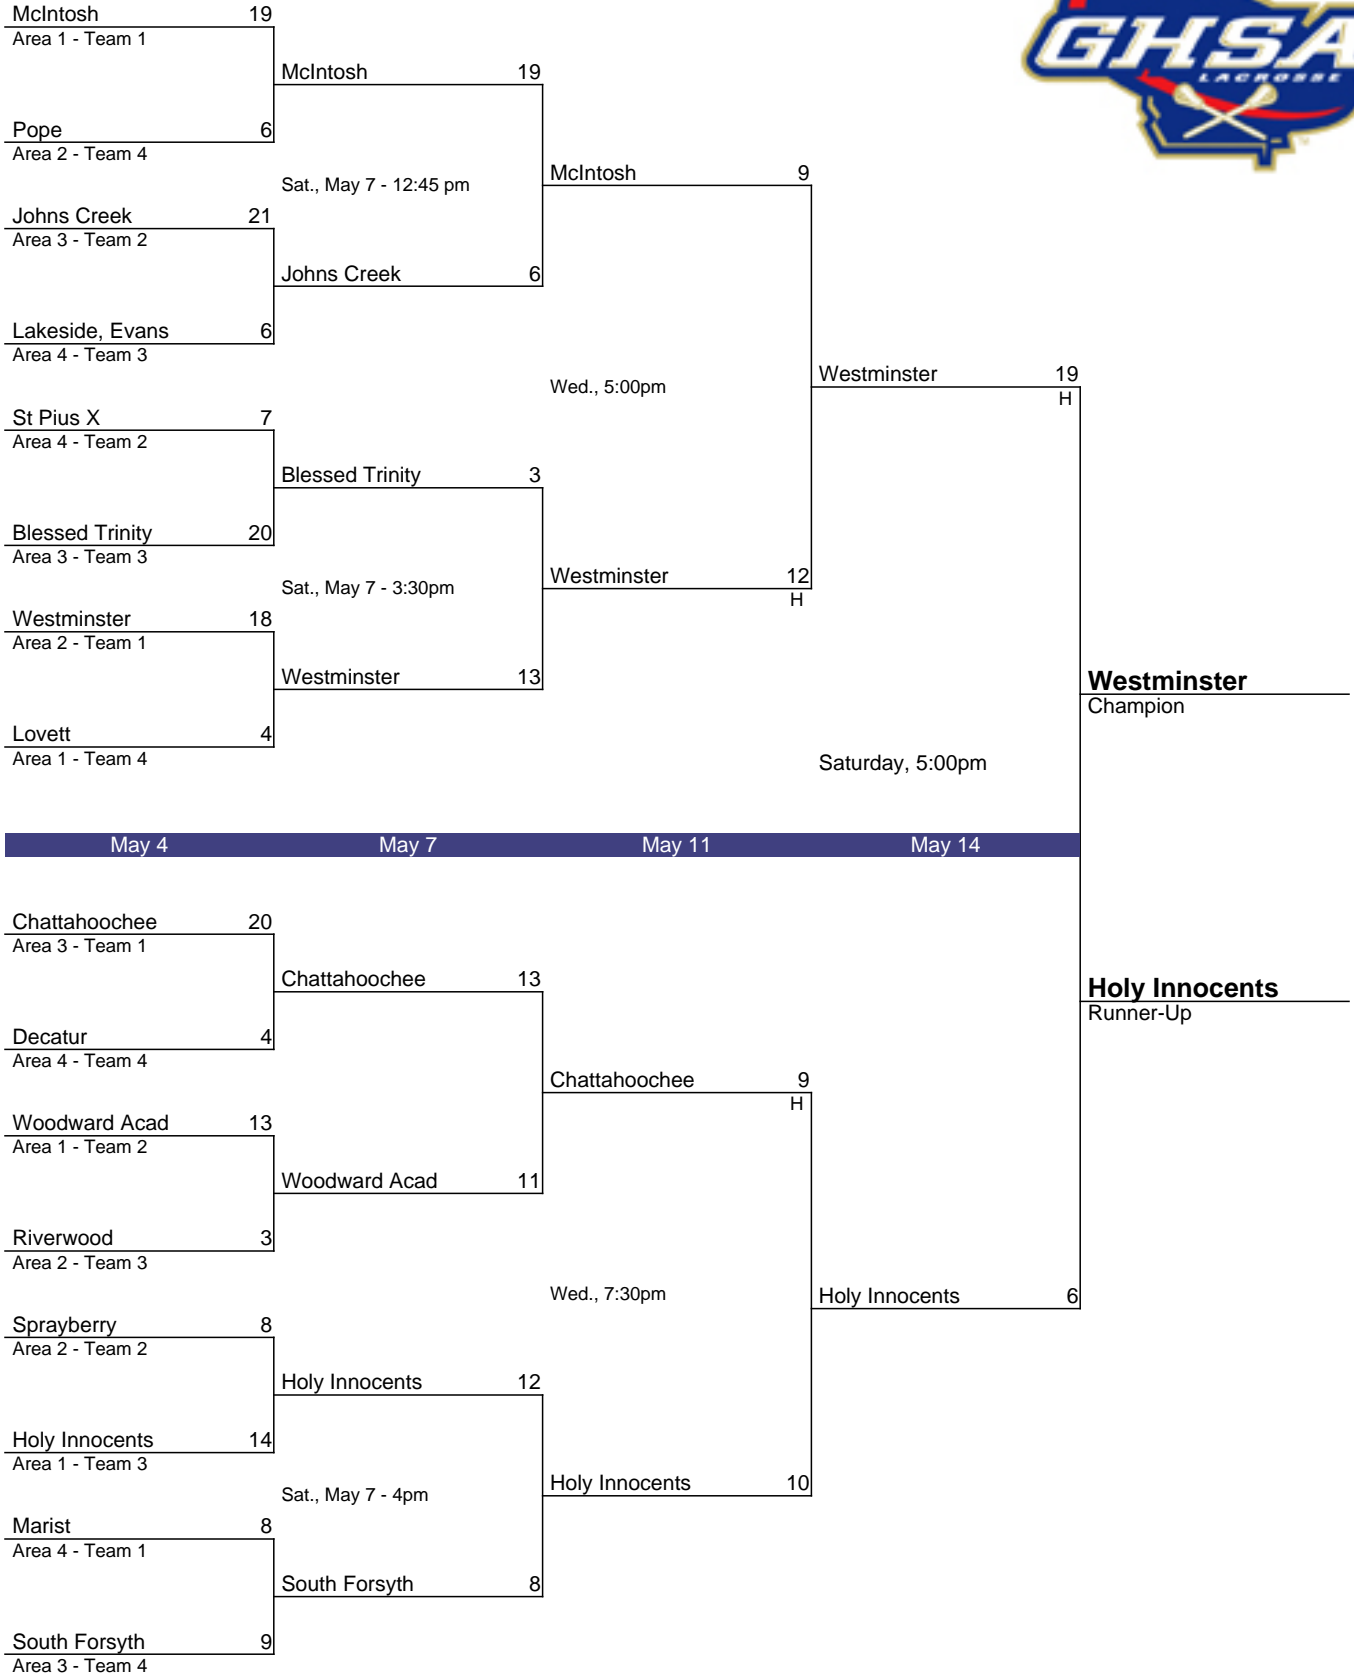 GHSA
LACROSSE
McIntosh 19
Area 1 - Team 1
McIntosh 19
Pope 6
Area 2 - Team 4
Sat., May 7 - 12:45 pm
McIntosh 9
Johns Creek 21
Area 3 - Team 2
Johns Creek 6
Lakeside, Evans 6
Area 4 - Team 3
Wed., 5:00pm
Westminster 19
H
St Pius X 7
Area 4 - Team 2
Blessed Trinity 3
Blessed Trinity 20
Area 3 - Team 3
Sat., May 7 - 3:30pm
Westminster 12
H
Westminster 18
Area 2 - Team 1
Westminster 13
Westminster
Champion
Lovett 4
Area 1 - Team 4
Saturday, 5:00pm
May 4 May 7 May 11 May 14
Chattahoochee 20
Area 3 - Team 1
Chattahoochee 13
Holy Innocents
Runner-Up
Decatur 4
Area 4 - Team 4
Chattahoochee 9
H
Woodward Acad 13
Area 1 - Team 2
Woodward Acad 11
Riverwood 3
Area 2 - Team 3
Wed., 7:30pm
Holy Innocents 6
Sprayberry 8
Area 2 - Team 2
Holy Innocents 12
Holy Innocents 14
Area 1 - Team 3
Sat., May 7 - 4pm
Holy Innocents 10
Marist 8
Area 4 - Team 1
South Forsyth 8
South Forsyth 9
Area 3 - Team 4